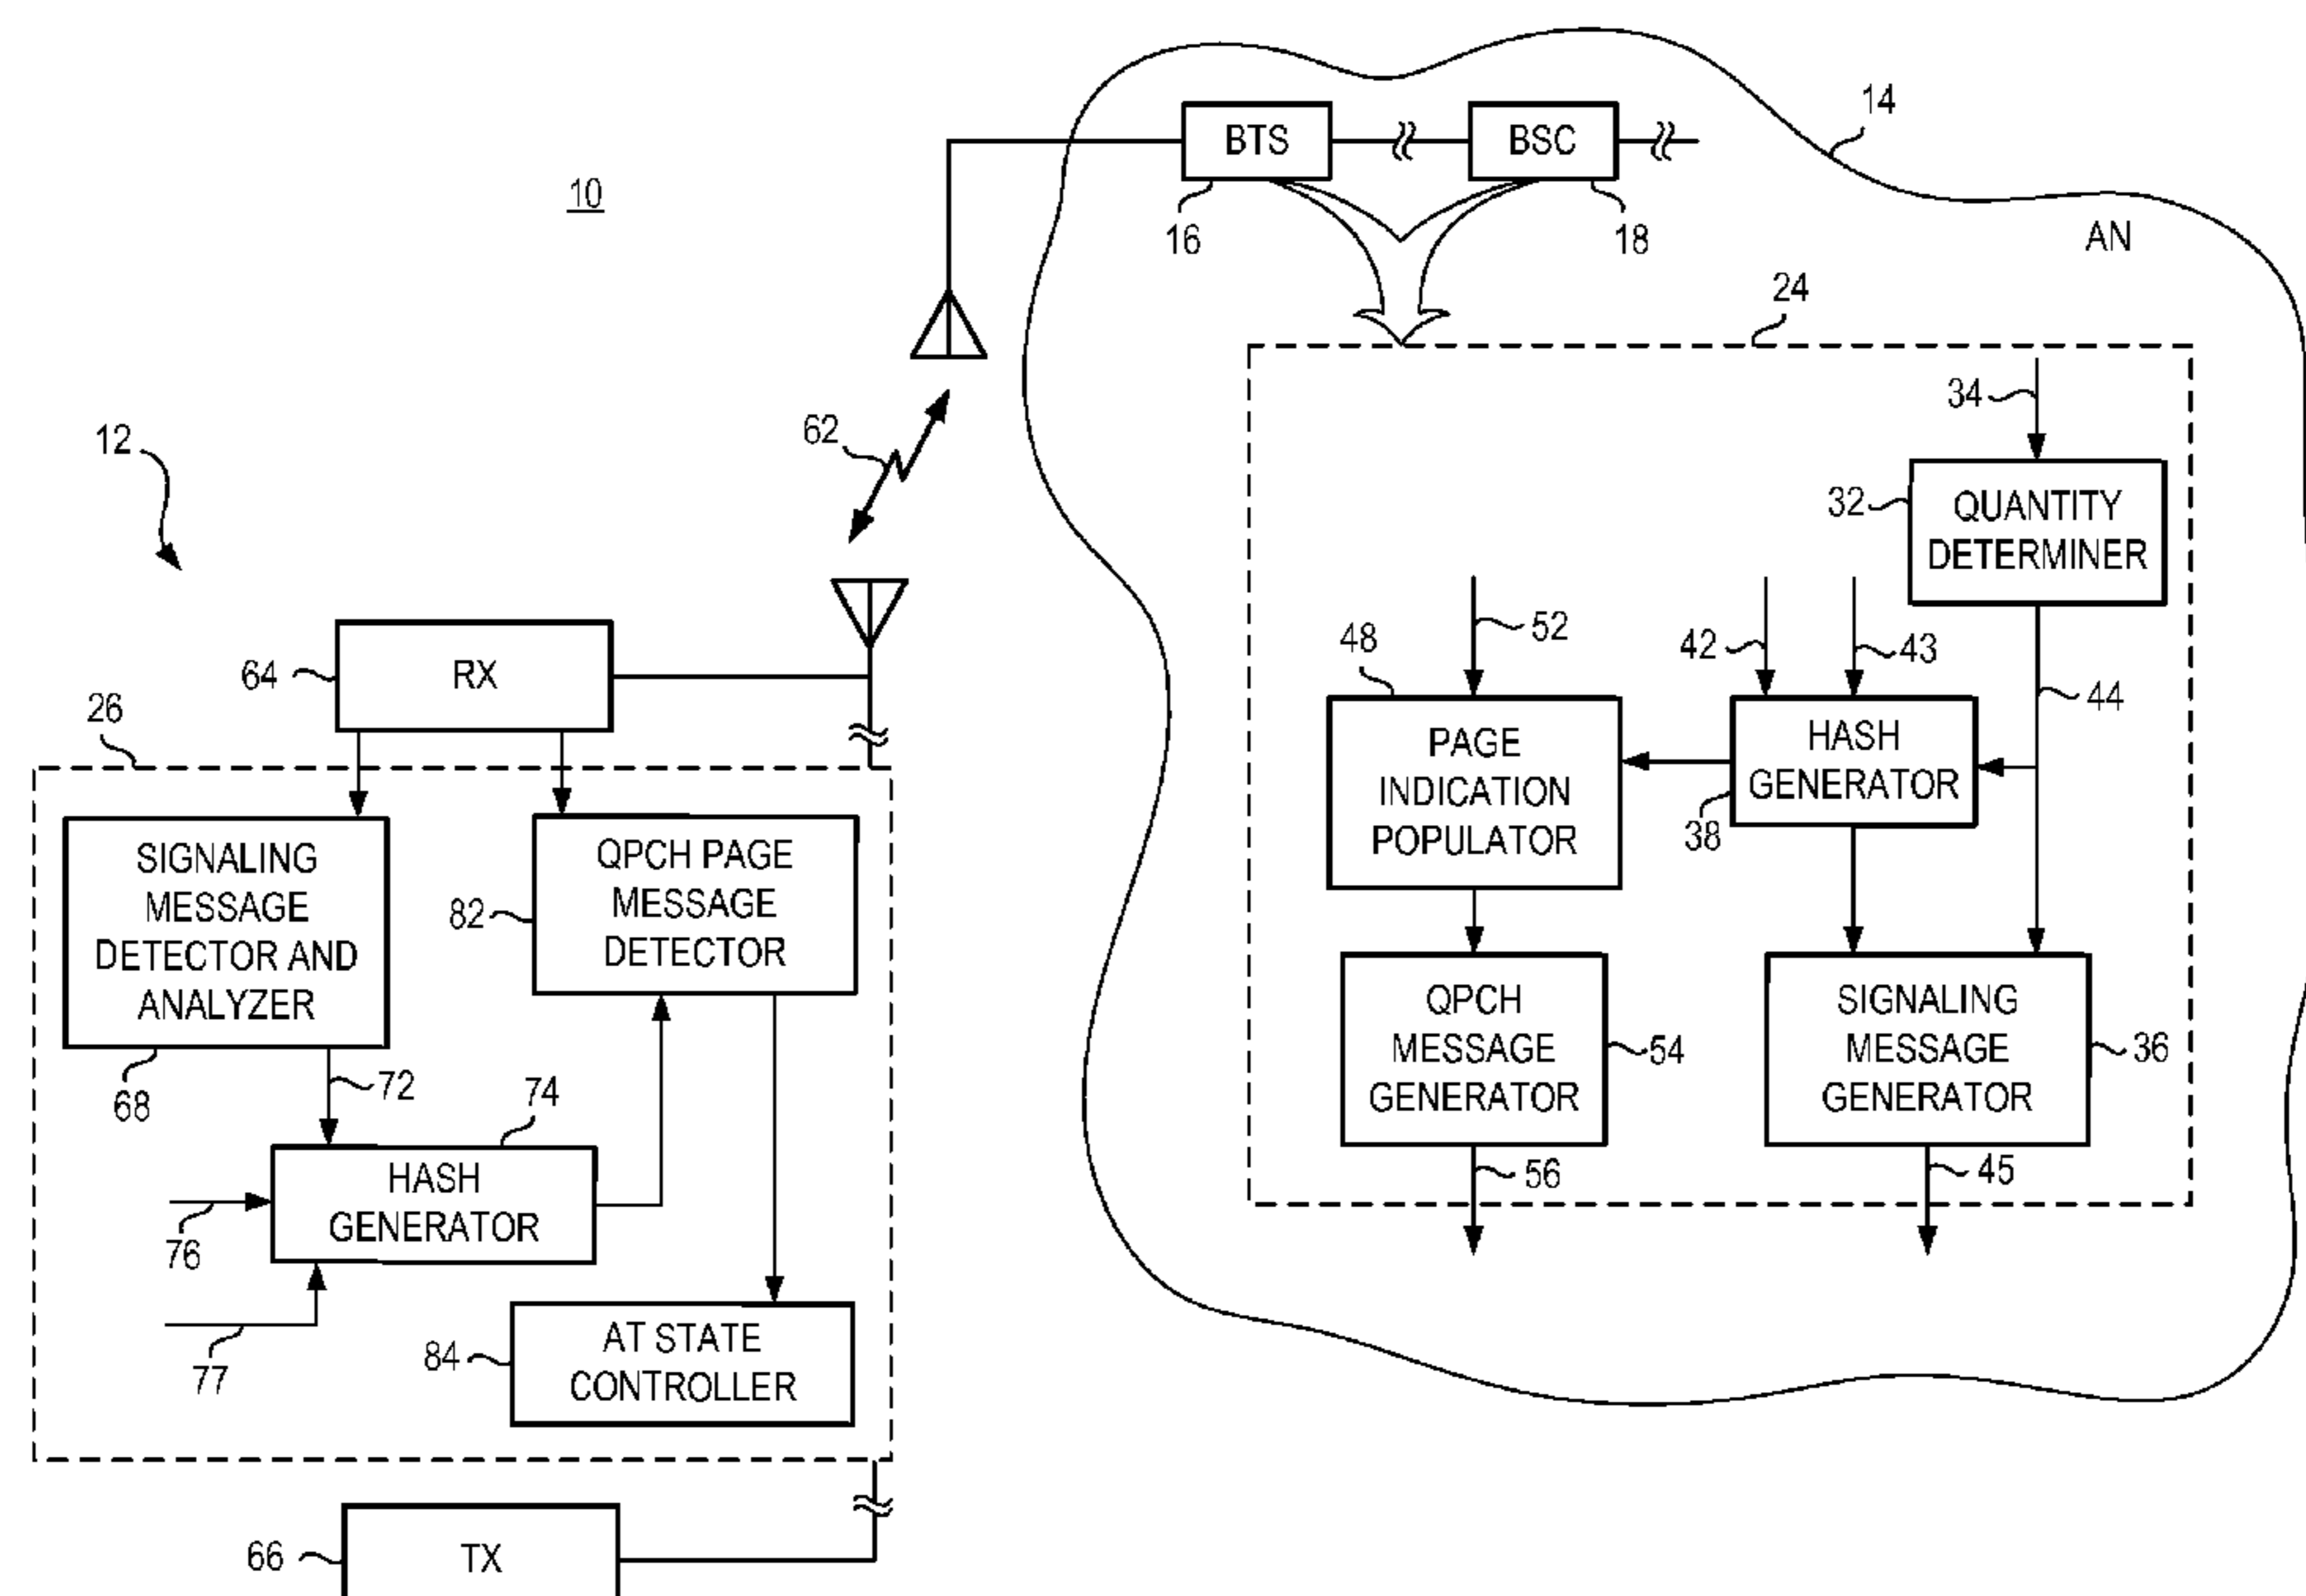 10
12
14
AN
BTS
16
BSC
18
24
34
32
QUANTITY
DETERMINER
62
52
48
42
43
44
PAGE
INDICATION
POPULATOR
HASH
GENERATOR
38
QPCH
MESSAGE
GENERATOR
54
SIGNALING
MESSAGE
GENERATOR
36
56
45
64
RX
26
SIGNALING
MESSAGE
DETECTOR AND
ANALYZER
68
QPCH PAGE
MESSAGE
DETECTOR
82
72
74
HASH
GENERATOR
76
77
84
AT STATE
CONTROLLER
66
TX